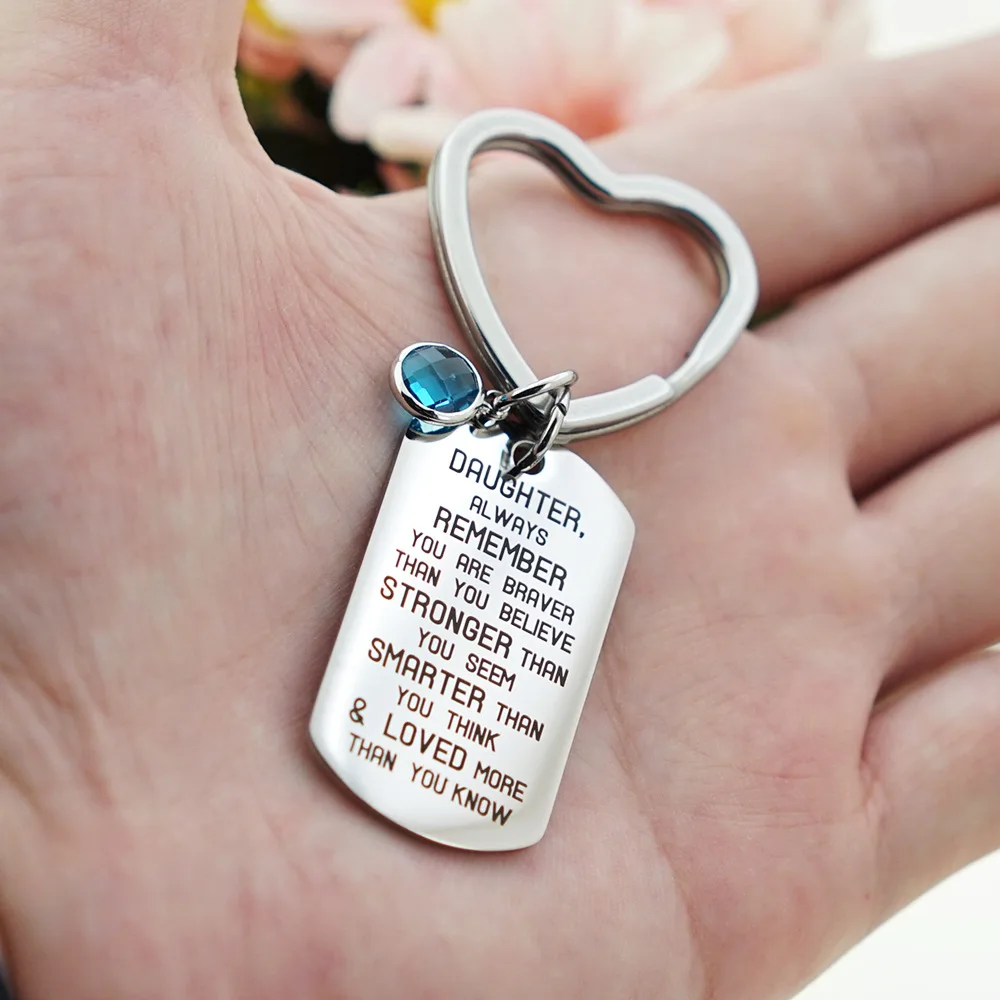 DAUGHTER,
ALWAYS
REMEMBER
YOU ARE BRAVER
THAN YOU BELIEVE
STRONGER THAN
YOU SEEM
SMARTER THAN
YOU THINK
& LOVED MORE
THAN YOU KNOW